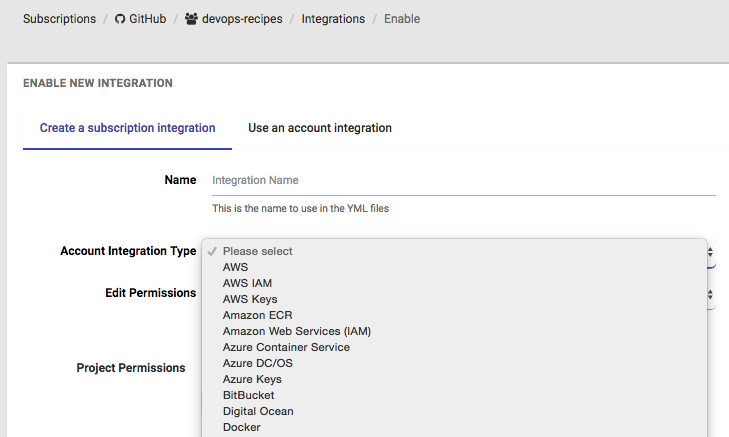 Subscriptions / GitHub / devops-recipes / Integrations / Enable
ENABLE NEW INTEGRATION
Create a subscription integration Use an account integration
Name Integration Name
This is the name to use in the YML files
Account Integration Type ✓ Please select
AWS
AWS IAM
Edit Permissions AWS Keys
Amazon ECR
Amazon Web Services (IAM)
Azure Container Service
Project Permissions Azure DC/OS
Azure Keys
BitBucket
Digital Ocean
Docker